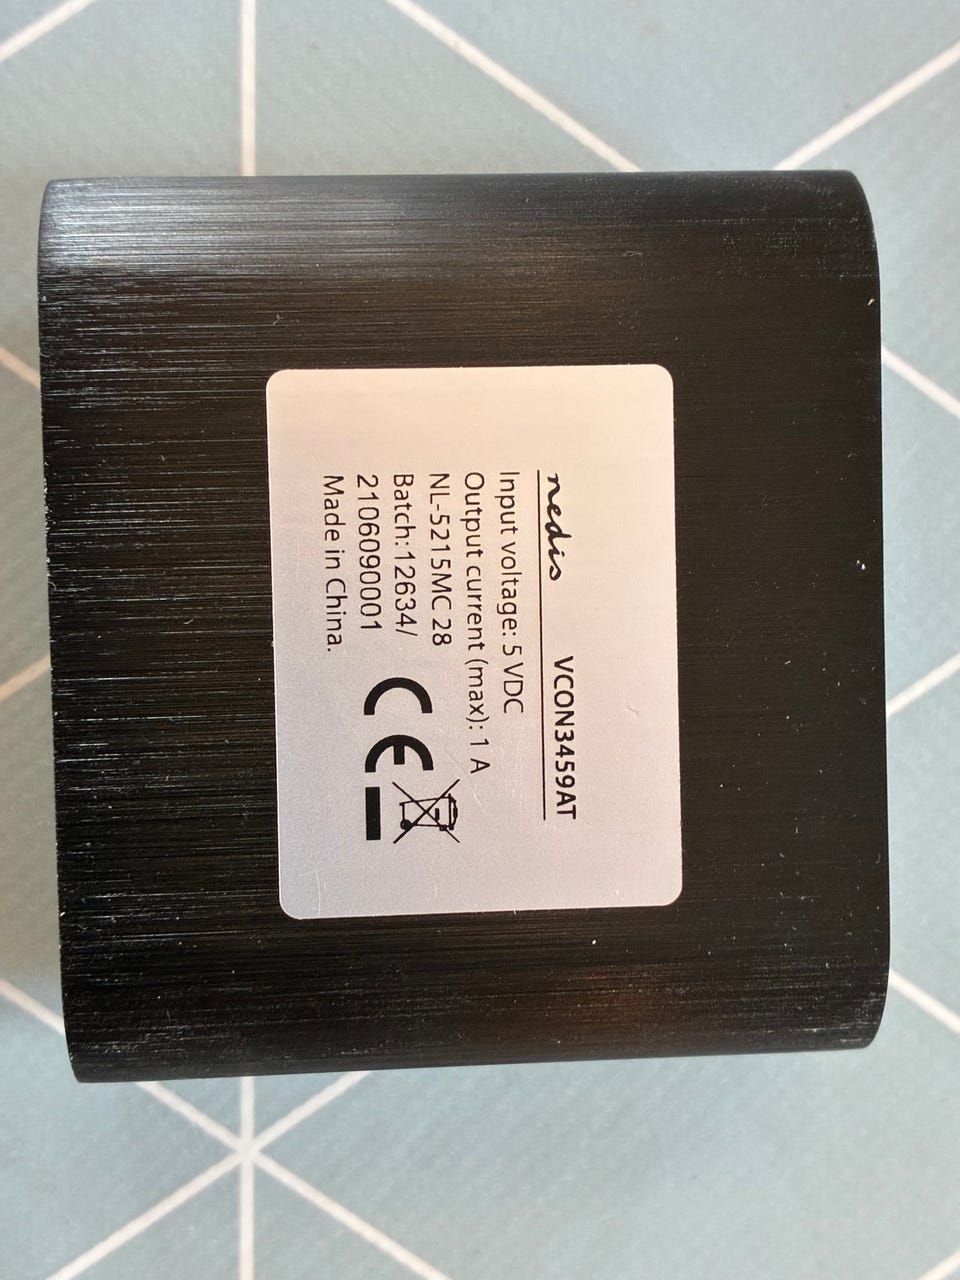 nedis VCON3459AT
Input voltage: 5 VDC
Output current (max): 1 A
NL-5215MC 28
Batch:12634/
2106090001
Made in China.
CE